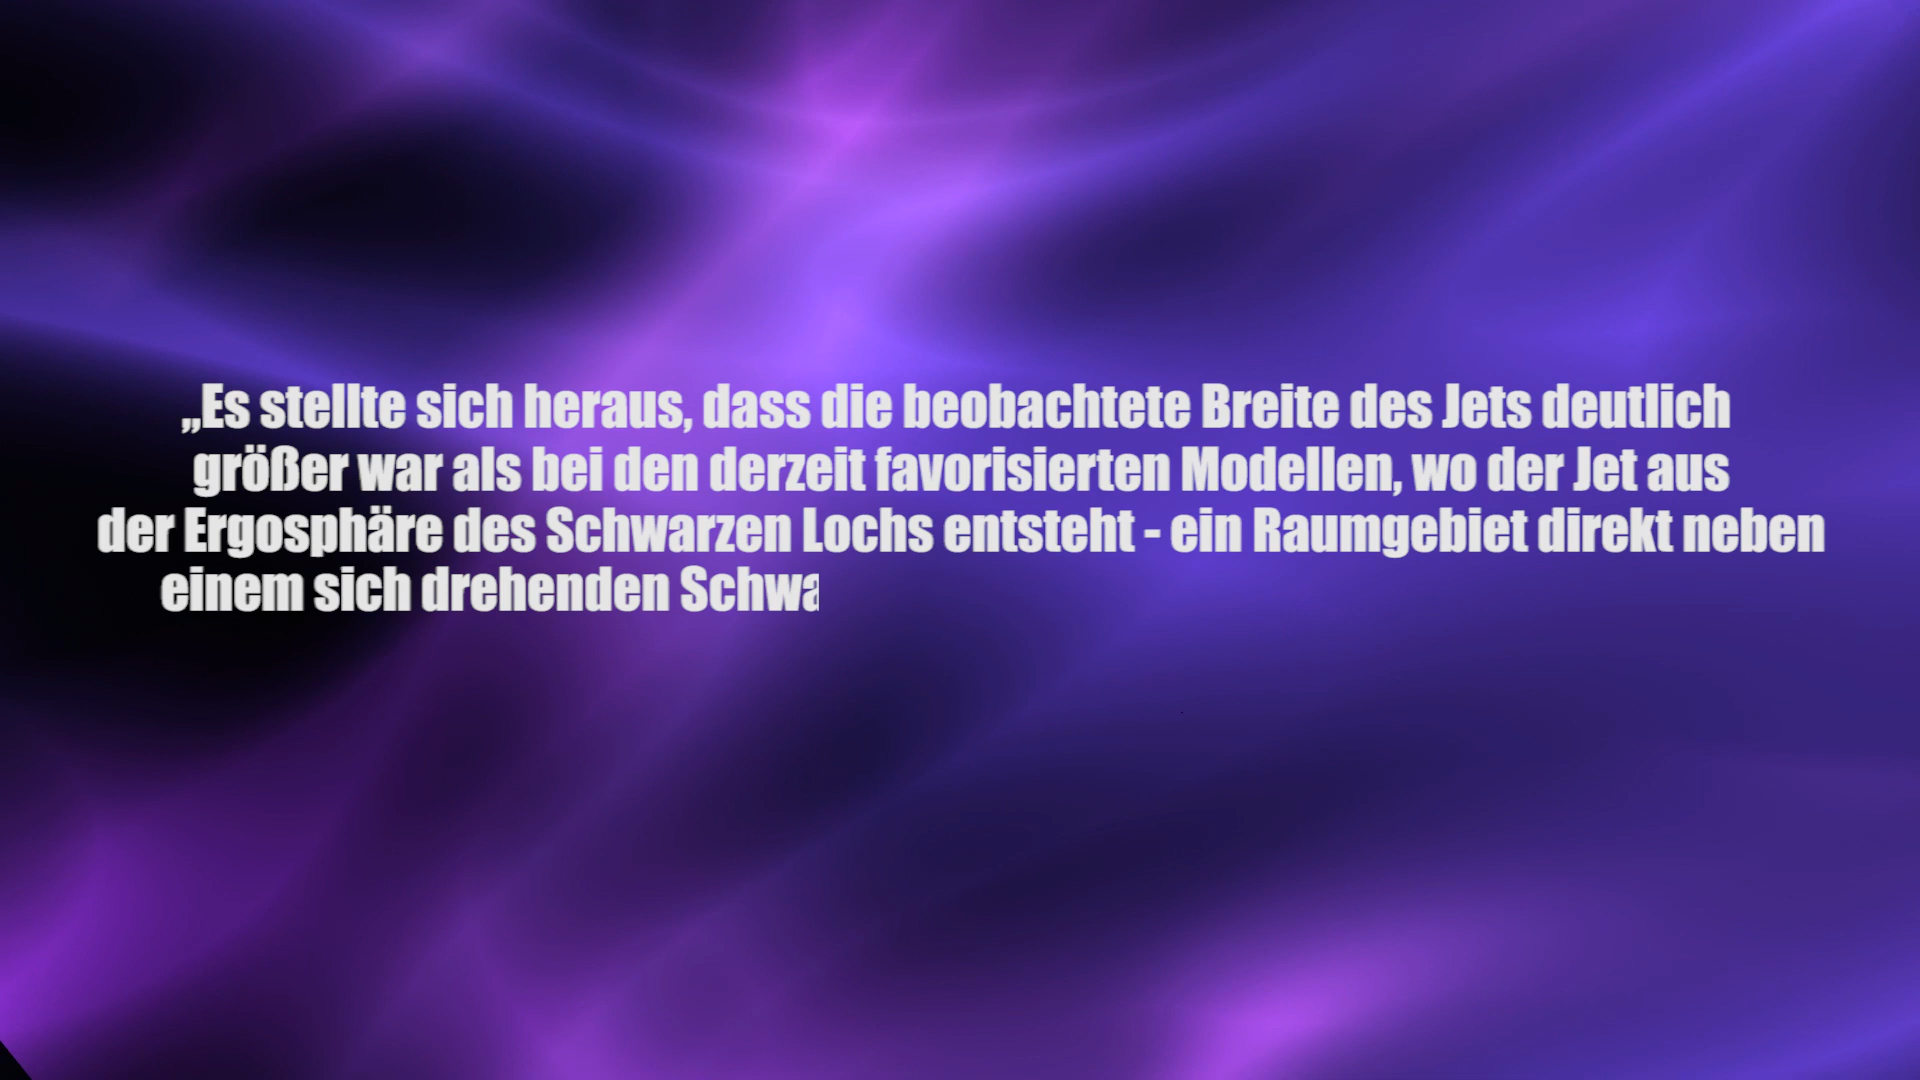 „Es stellte sich heraus, dass die beobachtete Breite des Jets deutlich
größer war als bei den derzeit favorisierten Modellen, wo der Jet aus
der Ergosphäre des Schwarzen Lochs entsteht - ein Raumgebiet direkt neben
einem sich drehenden Schwa